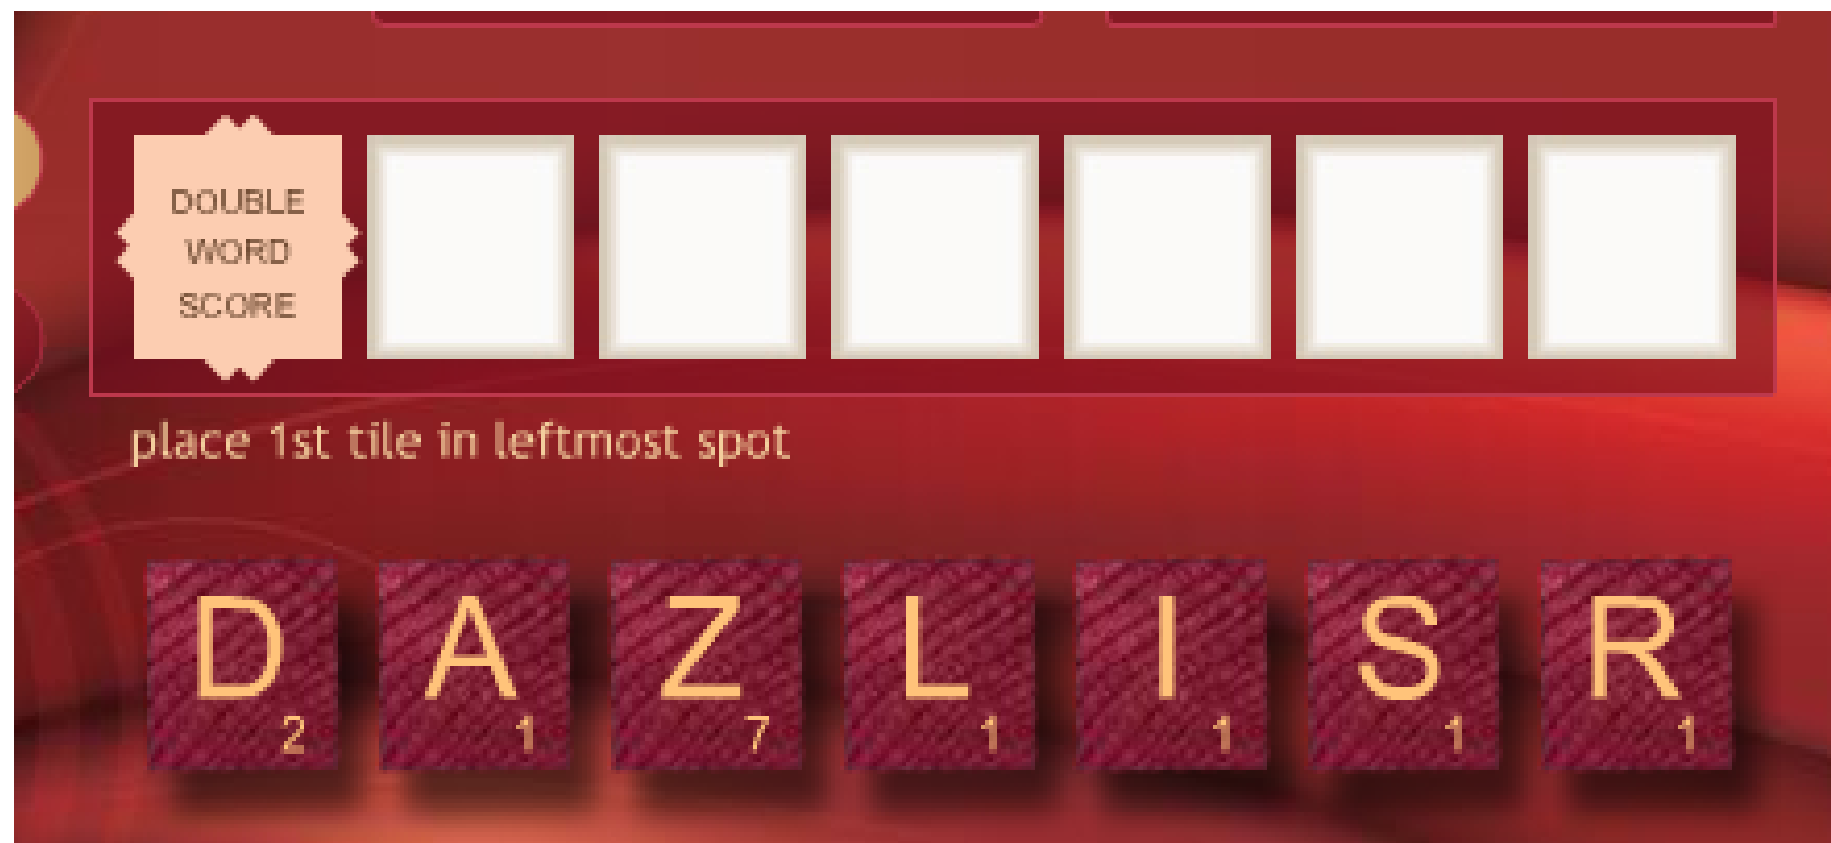 DOUBLE
WORD
SCORE
place 1st tile in leftmost spot
D A Z L I S R
2 1 7 1 1 1 1